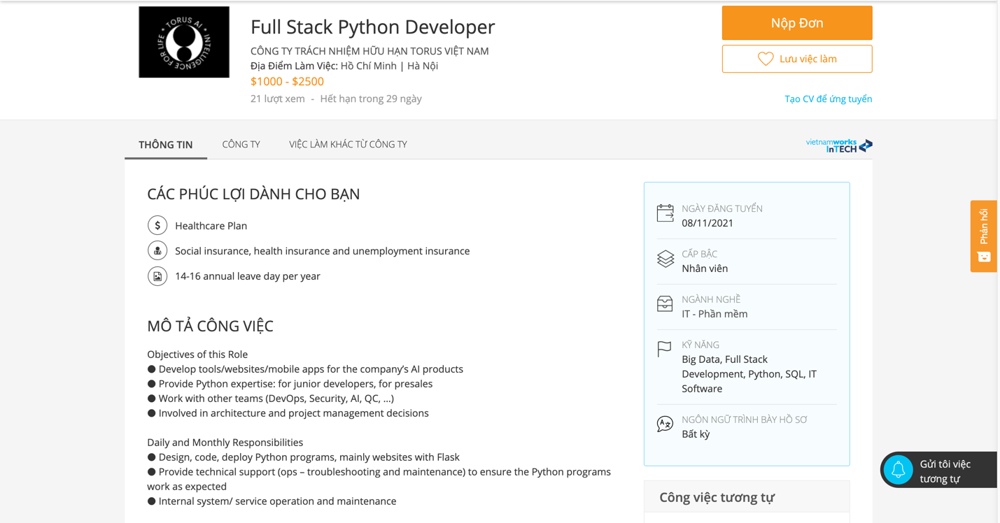 TORUS AI • INTELLIGENCE FOR LIFE •
Full Stack Python Developer
CÔNG TY TRÁCH NHIỆM HỮU HẠN TORUS VIỆT NAM
Địa Điểm Làm Việc: Hồ Chí Minh | Hà Nội
$1000 - $2500
21 lượt xem - Hết hạn trong 29 ngày
Nộp Đơn
Lưu việc làm
Tạo CV để ứng tuyển
THÔNG TIN
CÔNG TY
VIỆC LÀM KHÁC TỪ CÔNG TY
vietnamworks
InTECH
CÁC PHÚC LỢI DÀNH CHO BẠN
Healthcare Plan
Social insurance, health insurance and unemployment insurance
14-16 annual leave day per year
MÔ TẢ CÔNG VIỆC
Objectives of this Role
● Develop tools/websites/mobile apps for the company’s AI products
● Provide Python expertise: for junior developers, for presales
● Work with other teams (DevOps, Security, AI, QC, ...)
● Involved in architecture and project management decisions
Daily and Monthly Responsibilities
● Design, code, deploy Python programs, mainly websites with Flask
● Provide technical support (ops – troubleshooting and maintenance) to ensure the Python programs
work as expected
● Internal system/ service operation and maintenance
NGÀY ĐĂNG TUYỂN
08/11/2021
CẤP BẬC
Nhân viên
NGÀNH NGHỀ
IT - Phần mềm
KỸ NĂNG
Big Data, Full Stack
Development, Python, SQL, IT
Software
NGÔN NGỮ TRÌNH BÀY HỒ SƠ
Bất kỳ
Công việc tương tự
Phản hồi
Gửi tôi việc
tương tự